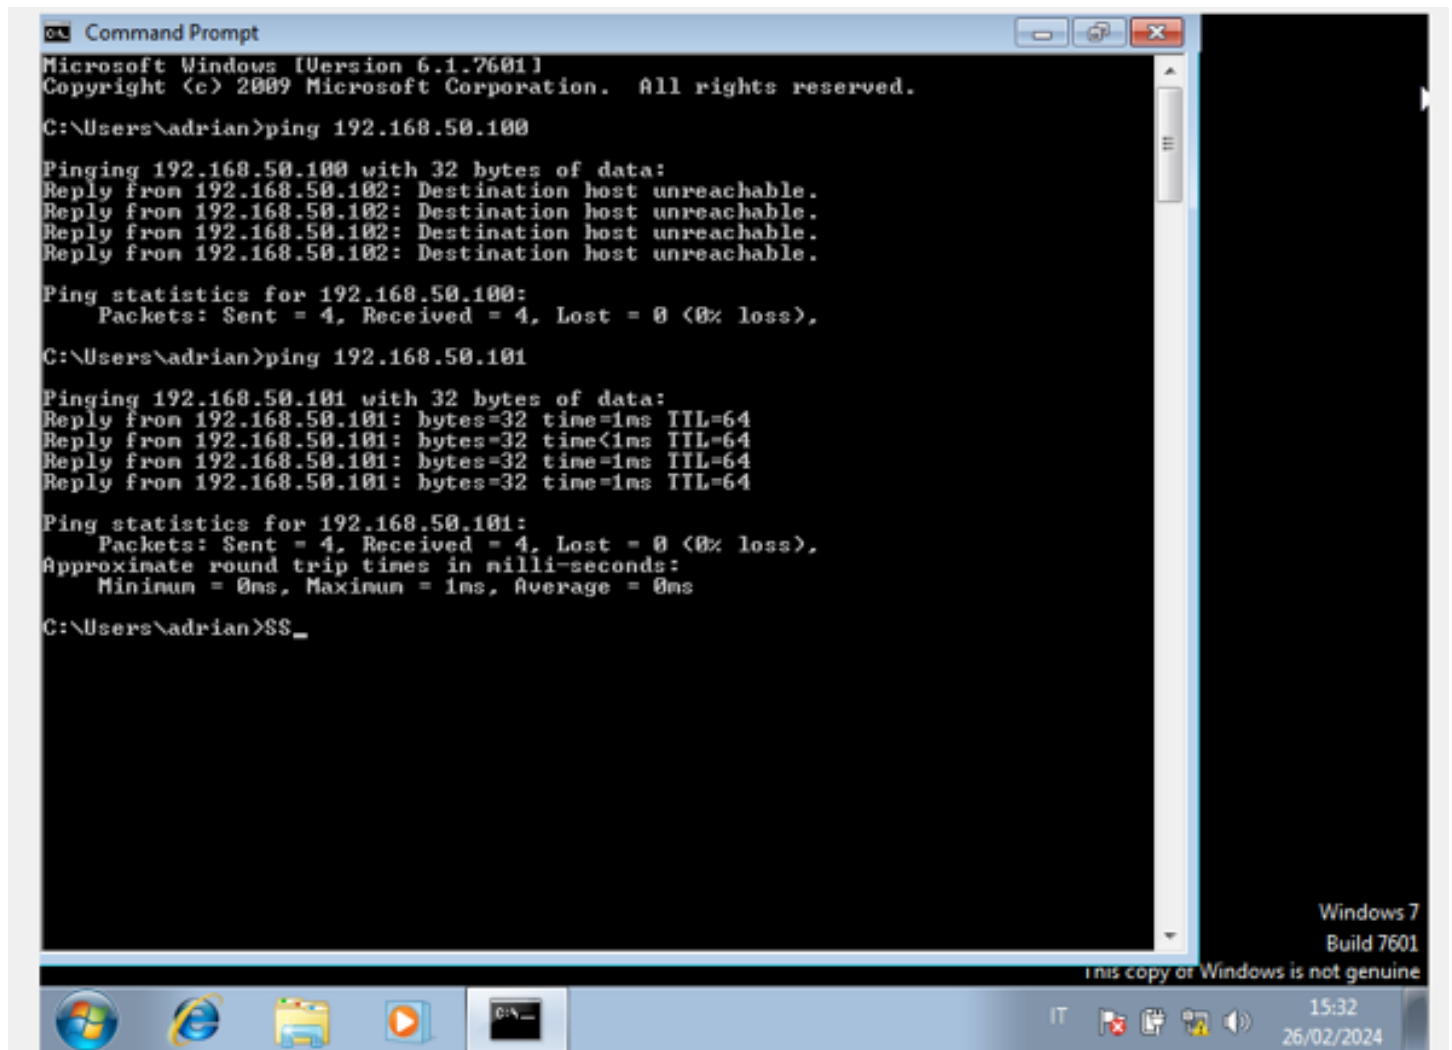 Command Prompt
Microsoft Windows [Version 6.1.7601]
Copyright (c) 2009 Microsoft Corporation.  All rights reserved.
C:\Users\adrian>ping 192.168.50.100
Pinging 192.168.50.100 with 32 bytes of data:
Reply from 192.168.50.102: Destination host unreachable.
Reply from 192.168.50.102: Destination host unreachable.
Reply from 192.168.50.102: Destination host unreachable.
Reply from 192.168.50.102: Destination host unreachable.
Ping statistics for 192.168.50.100:
    Packets: Sent = 4, Received = 4, Lost = 0 (0% loss),
C:\Users\adrian>ping 192.168.50.101
Pinging 192.168.50.101 with 32 bytes of data:
Reply from 192.168.50.101: bytes=32 time=1ms TTL=64
Reply from 192.168.50.101: bytes=32 time<1ms TTL=64
Reply from 192.168.50.101: bytes=32 time=1ms TTL=64
Reply from 192.168.50.101: bytes=32 time=1ms TTL=64
Ping statistics for 192.168.50.101:
    Packets: Sent = 4, Received = 4, Lost = 0 (0% loss),
Approximate round trip times in milli-seconds:
    Minimum = 0ms, Maximum = 1ms, Average = 0ms
C:\Users\adrian>SS_
Windows 7
Build 7601
This copy of Windows is not genuine
C:\_
IT
15:32
26/02/2024